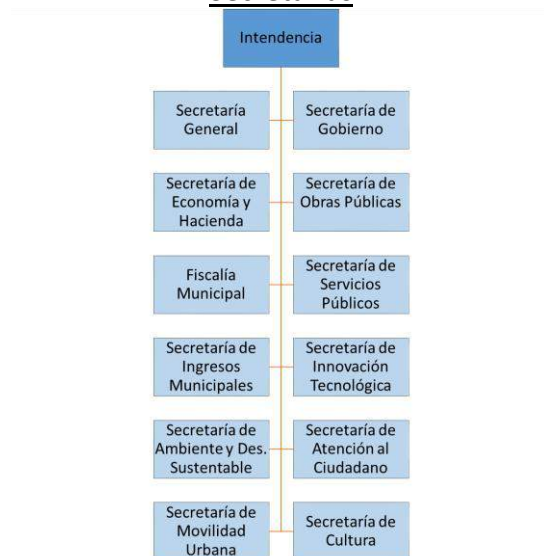 Intendencia
Secretaría
General
Secretaría de
Gobierno
Secretaría de
Economía y
Hacienda
Secretaría de
Obras Públicas
Fiscalía
Municipal
Secretaría de
Servicios
Públicos
Secretaría de
Ingresos
Municipales
Secretaría de
Innovación
Tecnológica
Secretaría de
Ambiente y Des.
Sustentable
Secretaría de
Atención al
Ciudadano
Secretaría de
Movilidad
Urbana
Secretaría de
Cultura